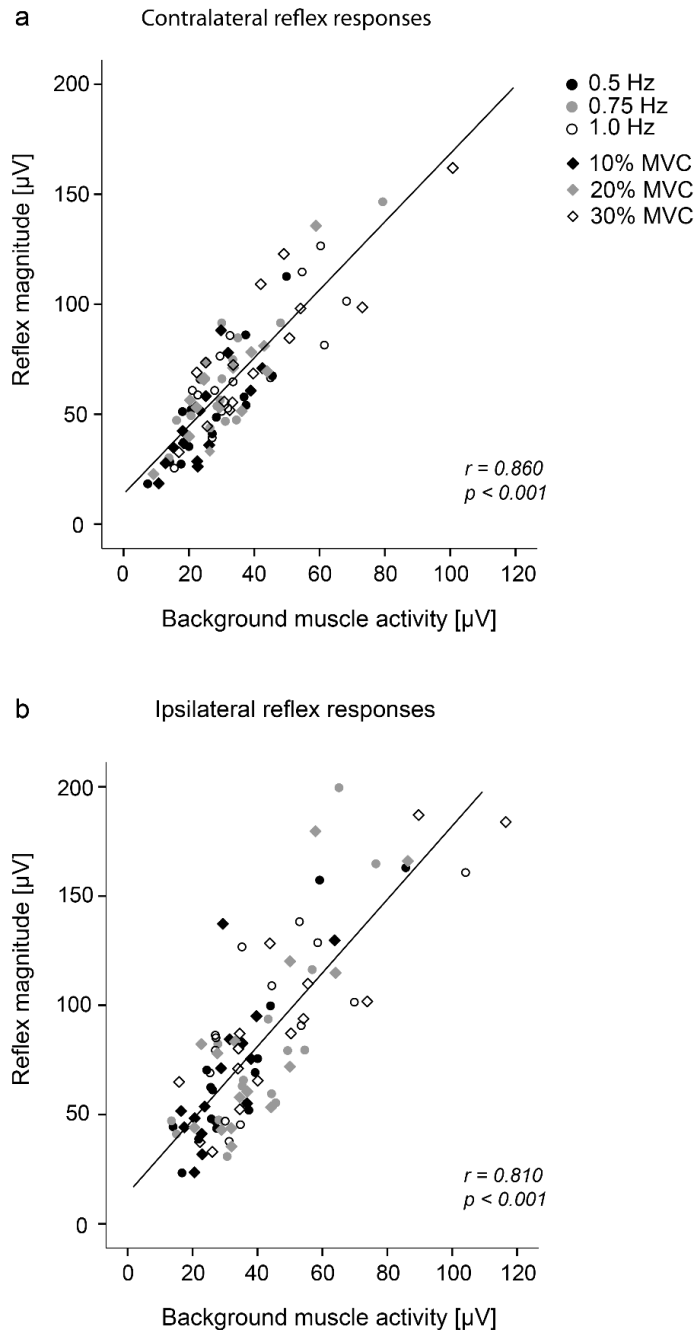 a
Contralateral reflex responses
200
150
100
50
0
Reflex magnitude [µV]
0.5 Hz
0.75 Hz
1.0 Hz
10% MVC
20% MVC
30% MVC
r = 0.860
p < 0.001
0 20 40 60 80 100 120
Background muscle activity [µV]
b
Ipsilateral reflex responses
200
150
100
50
0
Reflex magnitude [µV]
r = 0.810
p < 0.001
0 20 40 60 80 100 120
Background muscle activity [µV]